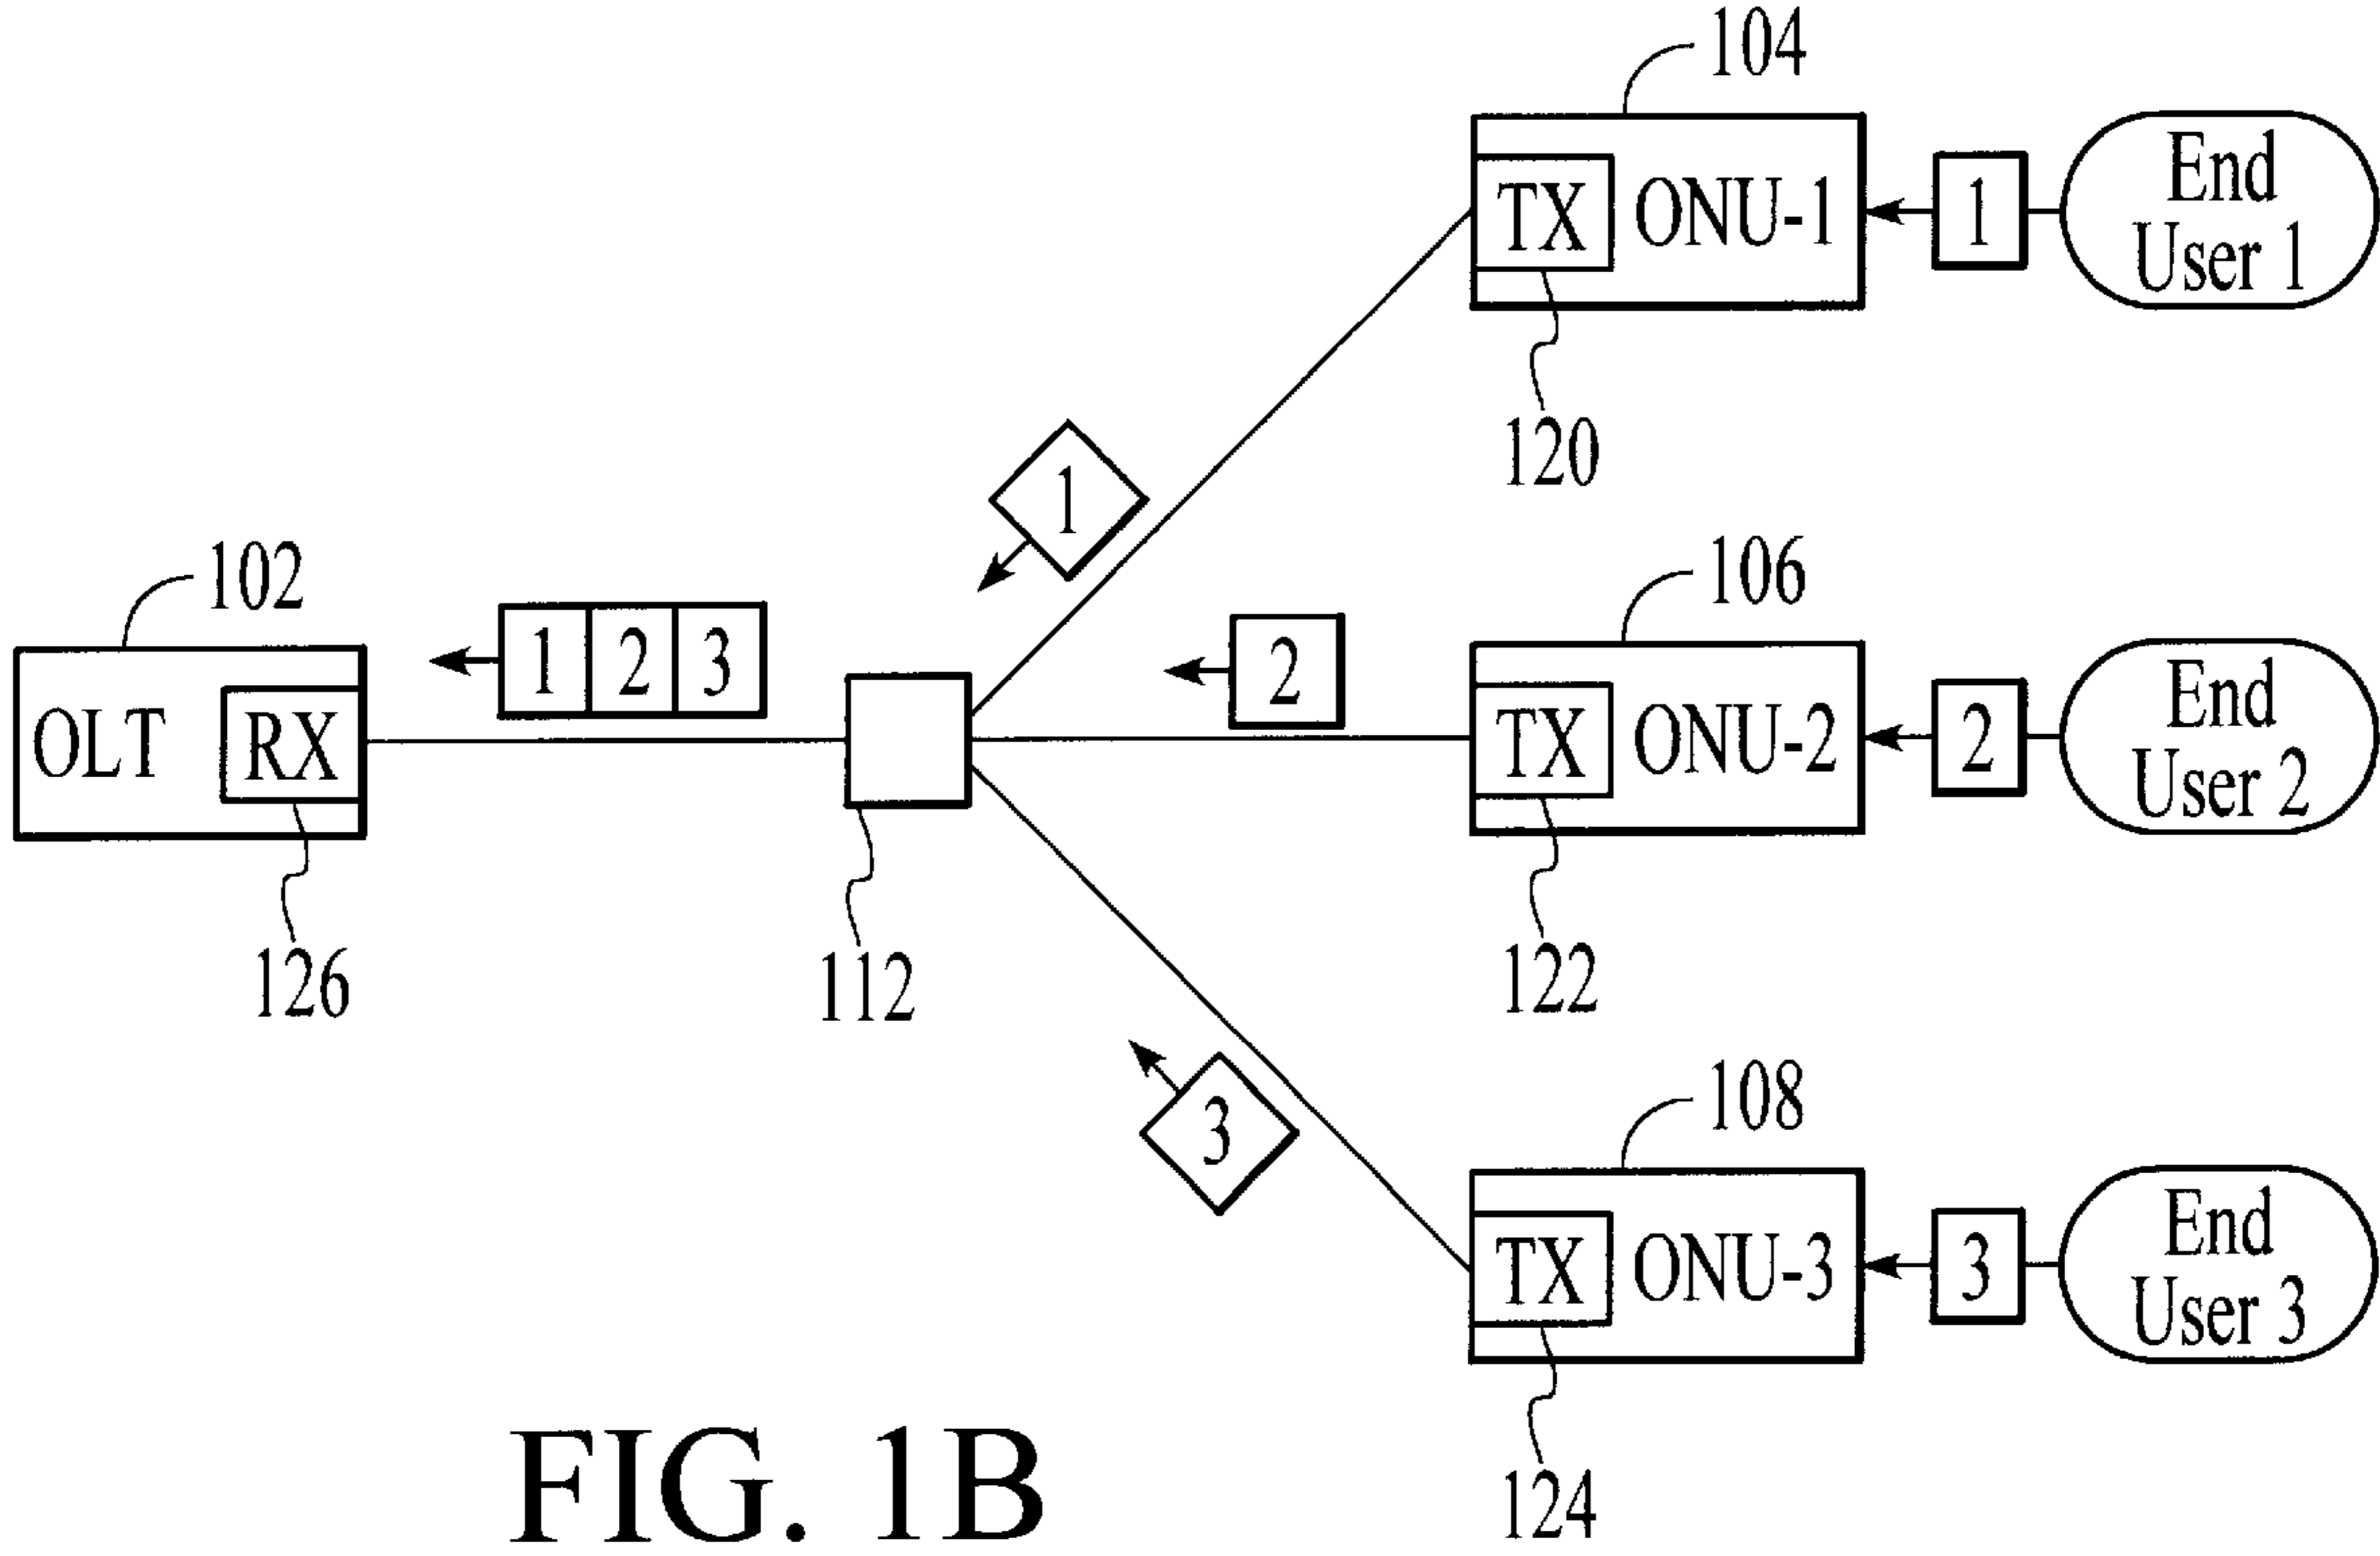 104
TX ONU-1
1
End
User 1
120
1
102
106
1 2 3
2
OLT RX
TX ONU-2
2
End
User 2
126
112
122
3
108
TX ONU-3
3
End
User 3
124
FIG. 1B